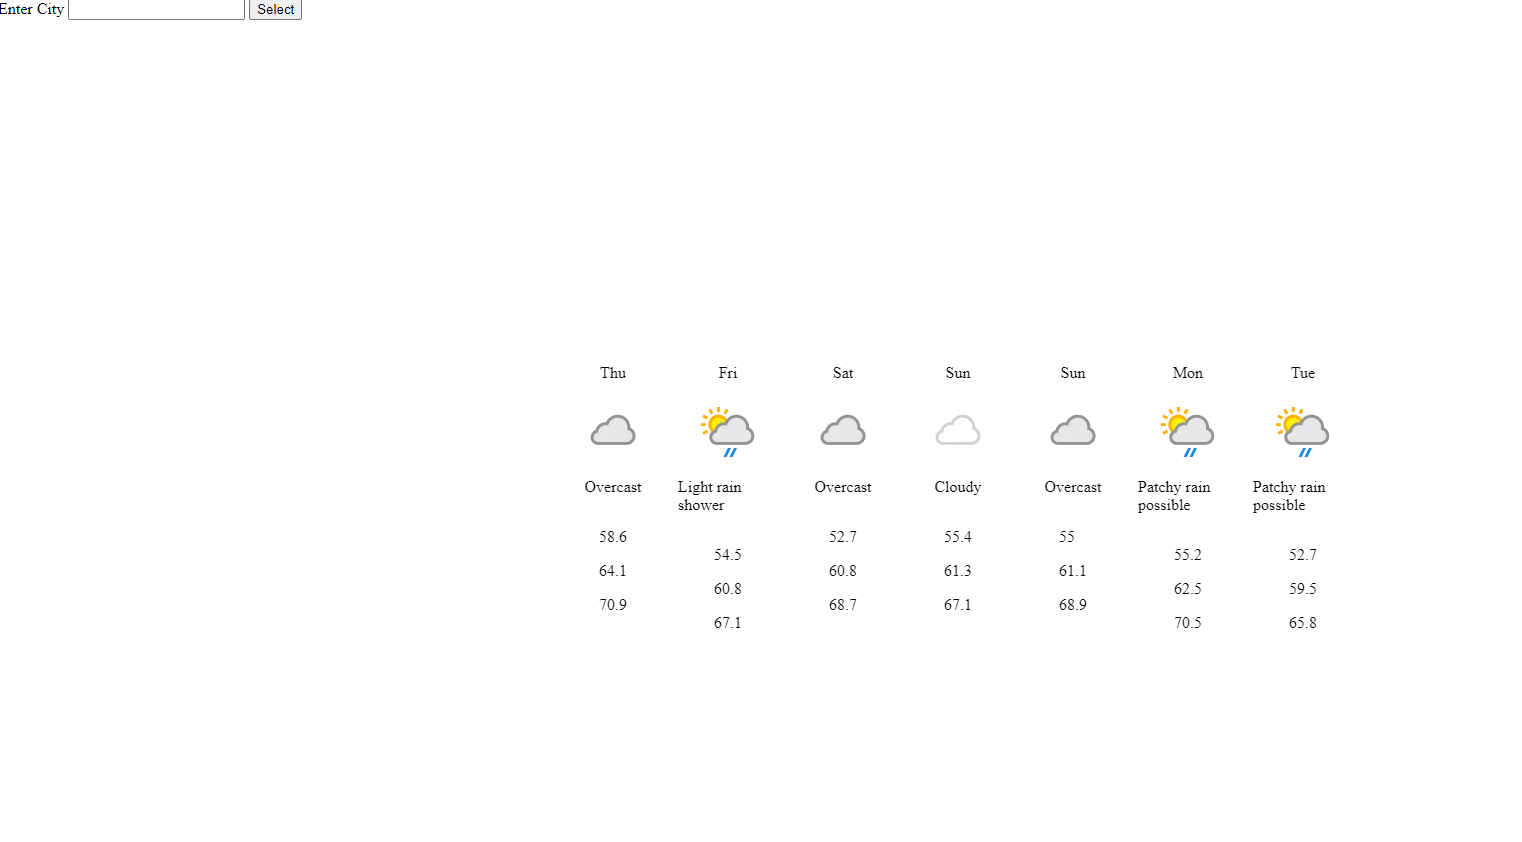 Enter City Select
Thu Fri Sat Sun Sun Mon Tue
Overcast Light rain shower Overcast Cloudy Overcast Patchy rain possible Patchy rain possible
58.6 54.5 52.7 55.4 55 55.2 52.7
64.1 60.8 60.8 61.3 61.1 62.5 59.5
70.9 67.1 68.7 67.1 68.9 70.5 65.8